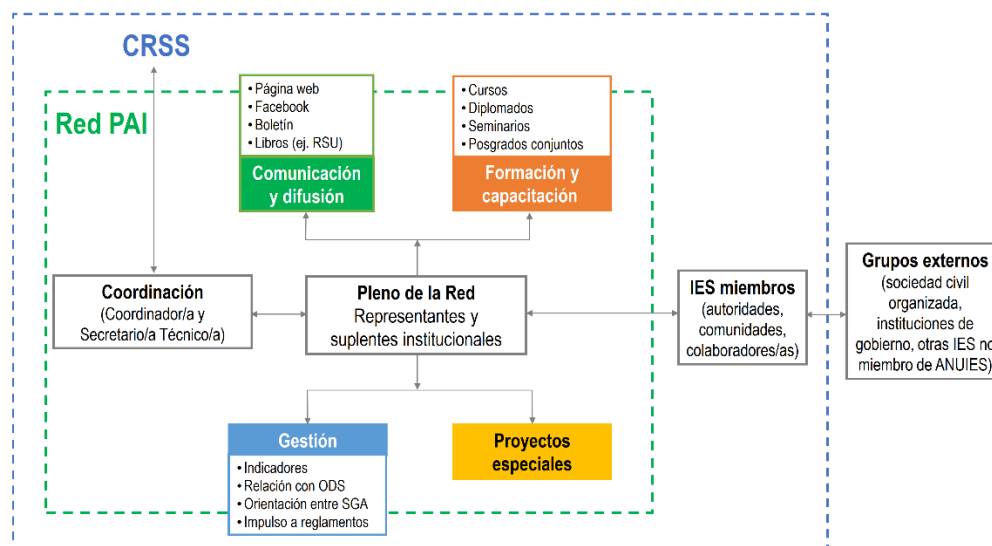 CRSS
Red PAI
• Página web
• Facebook
• Boletín
• Libros (ej. RSU)
Comunicación
y difusión
• Cursos
• Diplomados
• Seminarios
• Posgrados conjuntos
Formación y
capacitación
Coordinación
(Coordinador/a y
Secretario/a Técnico/a)
Pleno de la Red
Representantes y
suplentes institucionales
IES miembros
(autoridades,
comunidades,
colaboradores/as)
Grupos externos
(sociedad civil
organizada,
instituciones de
gobierno, otras IES no
miembro de ANUIES)
Gestión
• Indicadores
• Relación con ODS
• Orientación entre SGA
• Impulso a reglamentos
Proyectos
especiales